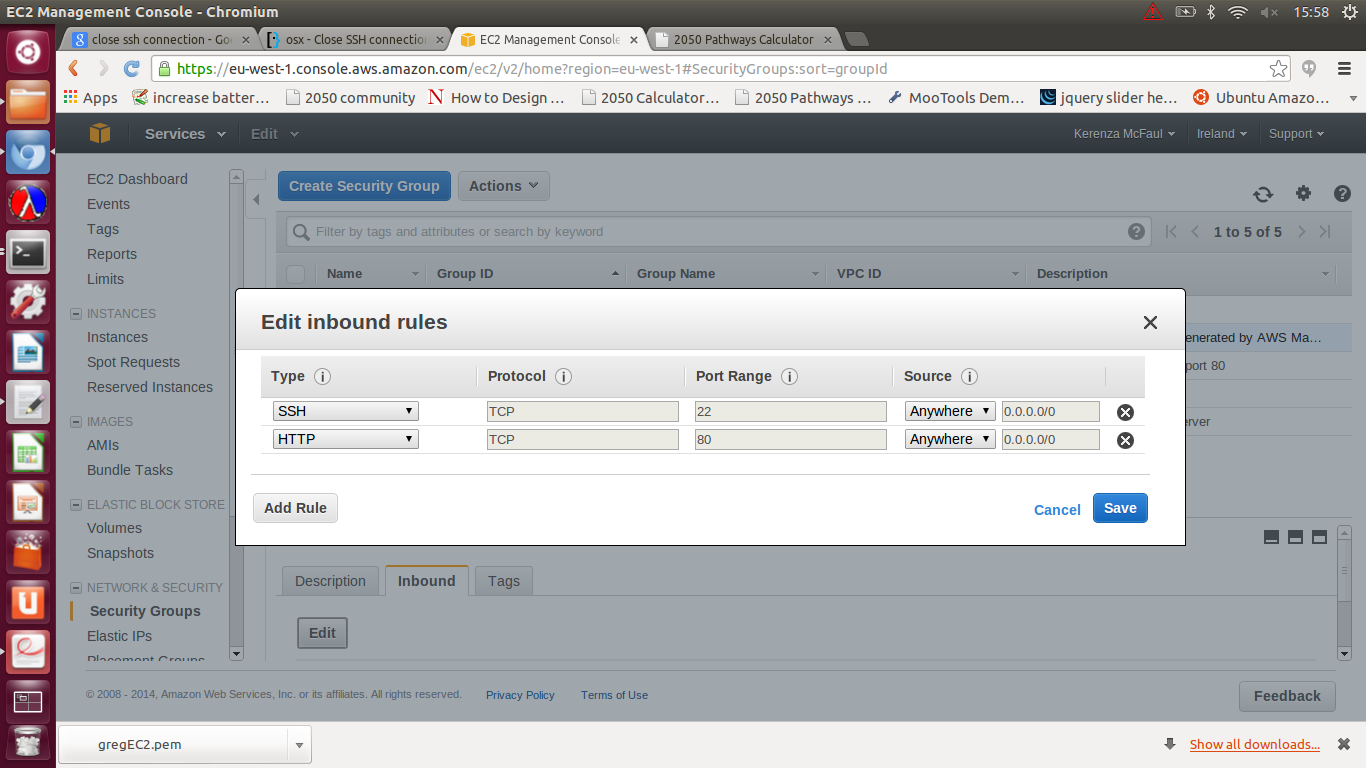 EC2 Management Console - Chromium
15:58
close ssh connection - Go
osx - Close SSH connectio
EC2 Management Console
2050 Pathways Calculator
https://eu-west-1.console.aws.amazon.com/ec2/v2/home?region=eu-west-1#SecurityGroups:sort=groupId
Apps
increase batter...
2050 community
How to Design ...
2050 Calculator...
2050 Pathways ...
MooTools Dem...
jquery slider he...
Ubuntu Amazo...
Services
Edit
Kerenza McFaul
Ireland
Support
EC2 Dashboard
Events
Tags
Reports
Limits
INSTANCES
Instances
Spot Requests
Reserved Instances
IMAGES
AMIs
Bundle Tasks
ELASTIC BLOCK STORE
Volumes
Snapshots
NETWORK & SECURITY
Security Groups
Elastic IPs
Placement Groups
Create Security Group
Actions
Filter by tags and attributes or search by keyword
1 to 5 of 5
Name
Group ID
Group Name
VPC ID
Description
enerated by AWS Ma...
port 80
erver
Edit inbound rules
Type
Protocol
Port Range
Source
SSH
TCP
22
Anywhere
0.0.0.0/0
HTTP
TCP
80
Anywhere
0.0.0.0/0
Add Rule
Cancel
Save
Description
Inbound
Tags
Edit
© 2008 - 2014, Amazon Web Services, Inc. or its affiliates. All rights reserved.
Privacy Policy
Terms of Use
Feedback
gregEC2.pem
Show all downloads...